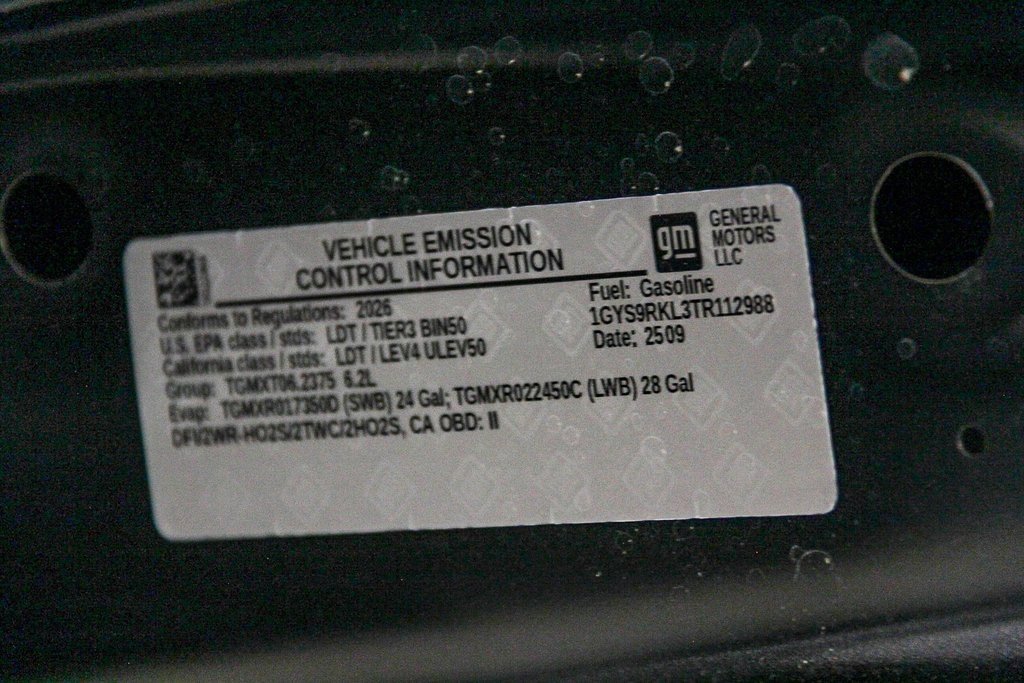 VEHICLE EMISSION
CONTROL INFORMATION
gm
GENERAL
MOTORS
LLC
Conforms to Regulations: 2026
U.S. EPA class / stds: LDT / TIER3 BIN50
California class / stds: LDT / LEV4 ULEV50
Group: TGMXT06.2375 6.2L
Evap: TGMXR017350D (SWB) 24 Gal; TGMXR022450C (LWB) 28 Gal
DFI/2WR-HO2S/2TWC/2HO2S, CA OBD: II
Fuel: Gasoline
1GYS9RKL3TR112988
Date: 2509